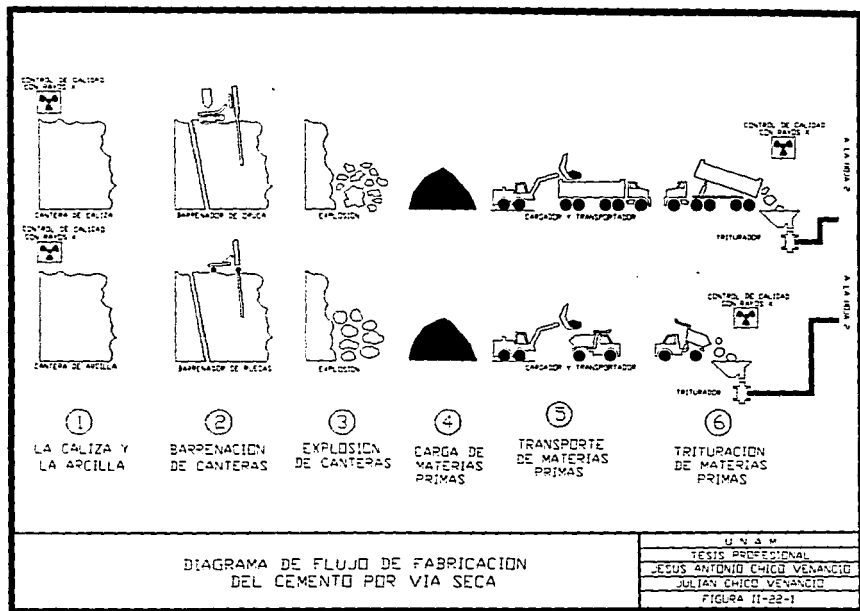 CONTROL DE CALIDAD
CON RAYOS X
CANTERA DE CALIZA
BARRENADOR DE ORUGA
EXPLOSION
CARGADOR Y TRANSPORTADOR
CONTROL DE CALIDAD
CON RAYOS X
TRITURADOR
A LA HOJA 2
CONTROL DE CALIDAD
CON RAYOS X
CANTERA DE ARCILLA
BARRENADOR DE RUEDAS
EXPLOSION
CARGADOR Y TRANSPORTADOR
CONTROL DE CALIDAD
CON RAYOS X
TRITURADOR
A LA HOJA 2
1
LA CALIZA Y
LA ARCILLA
2
BARRENACION
DE CANTERAS
3
EXPLOSION
DE CANTERAS
4
CARGA DE
MATERIAS
PRIMAS
5
TRANSPORTE
DE MATERIAS
PRIMAS
6
TRITURACION
DE MATERIAS
PRIMAS
DIAGRAMA DE FLUJO DE FABRICACION
DEL CEMENTO POR VIA SECA
U N A M
TESIS PROFESIONAL
JESUS ANTONIO CHICO VENANCIO
JULIAN CHICO VENANCIO
FIGURA II-22-1